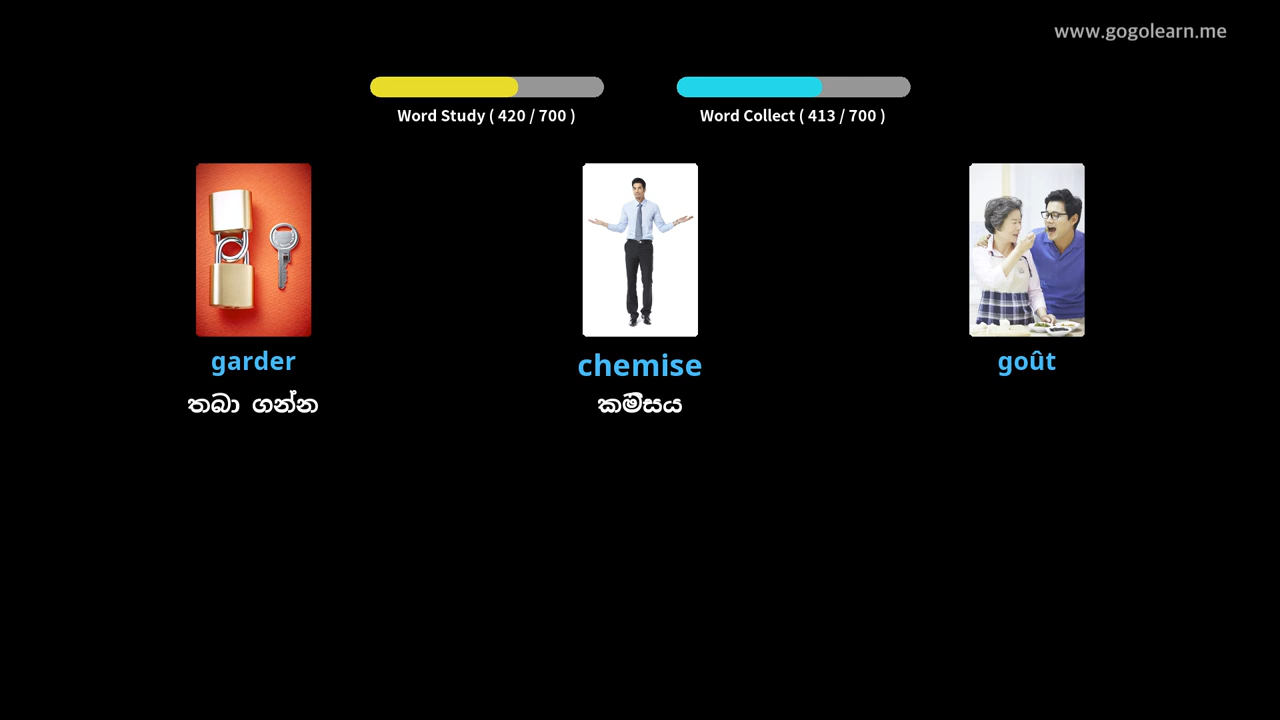 www.gogolearn.me
Word Study ( 420 / 700 )
Word Collect ( 413 / 700 )
garder
chemise
goût
තබා ගන්න
කමිසය